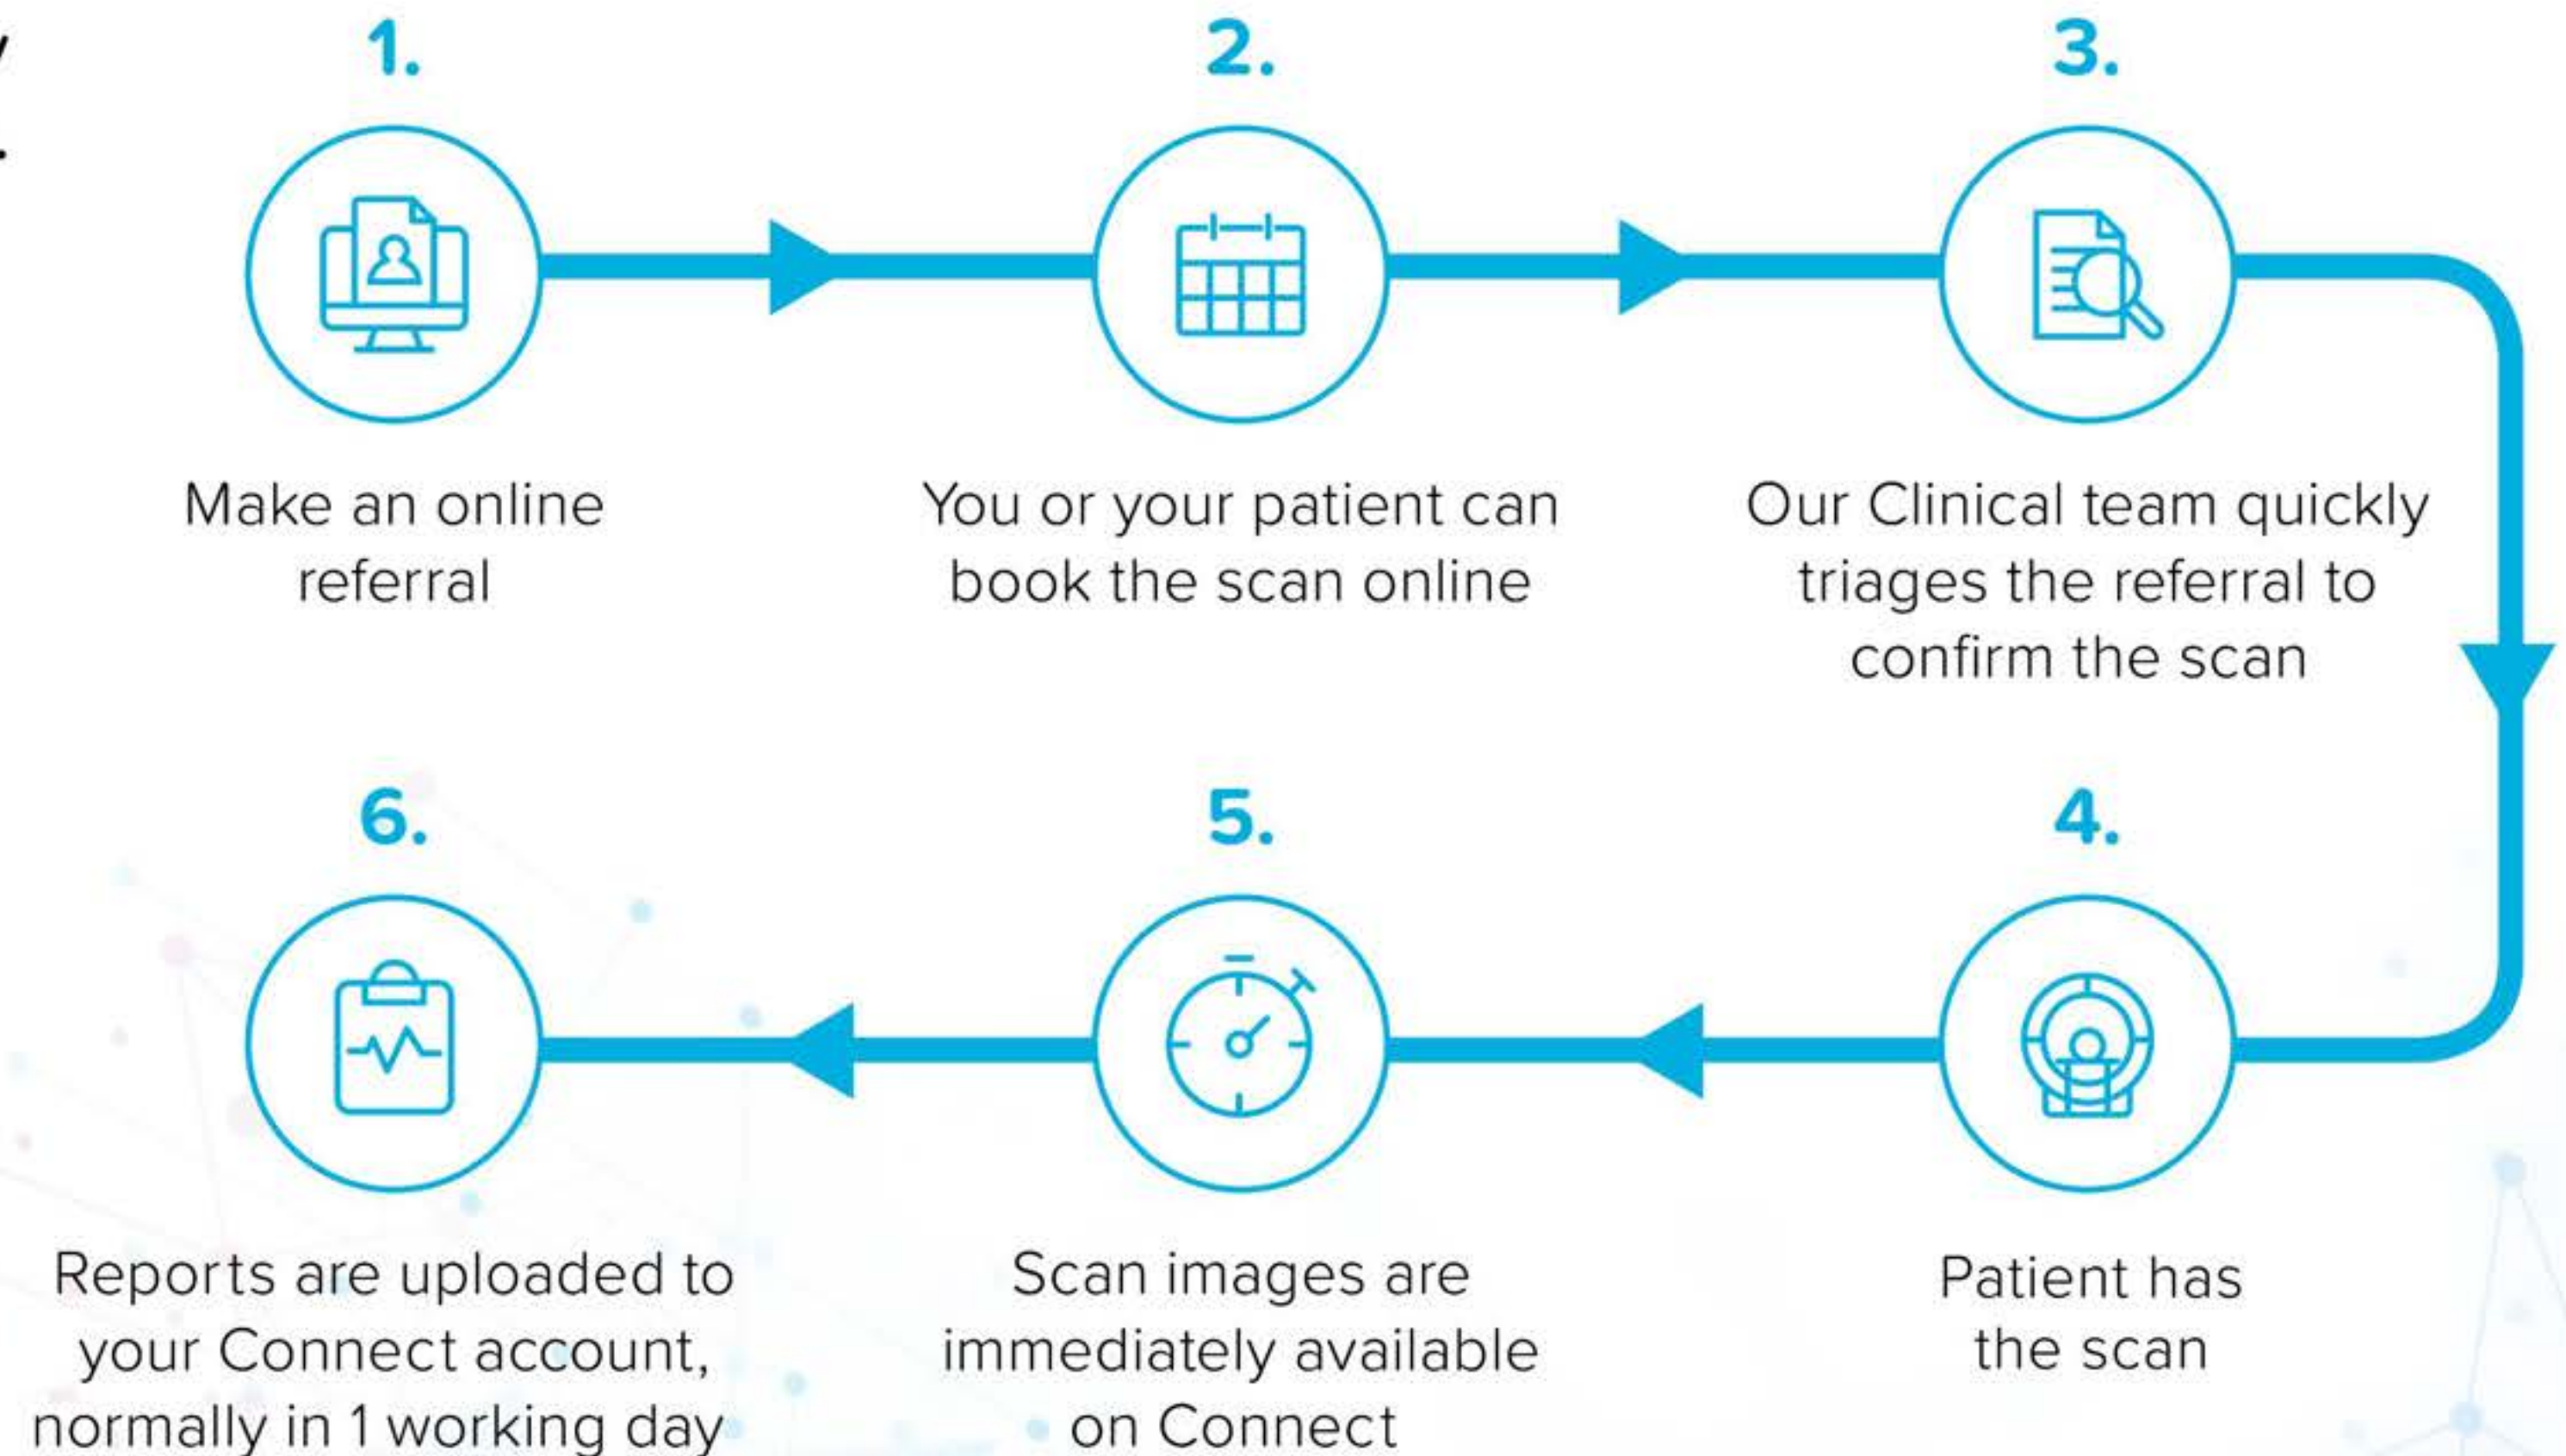 1.
Make an online
referral
2.
You or your patient can
book the scan online
3.
Our Clinical team quickly
triages the referral to
confirm the scan
4.
Patient has
the scan
5.
Scan images are
immediately available
on Connect
6.
Reports are uploaded to
your Connect account,
normally in 1 working day